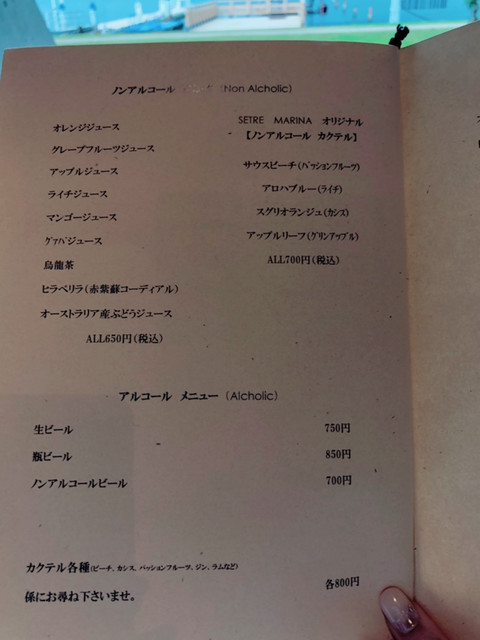 ノンアルコール (Non Alcholic)
オレンジジュース
グレープフルーツジュース
アップルジュース
ライチジュース
マンゴージュース
グァバジュース
烏龍茶
ヒラベリラ(赤紫蘇コーディアル)
オーストラリア産ぶどうジュース
ALL650円(税込)
SETRE MARINA オリジナル
【ノンアルコール カクテル】
サウスピーチ(パッションフルーツ)
アロハブルー(ライチ)
スグリオランジュ(カシス)
アップルリーフ(グリンアップル)
ALL700円(税込)
アルコール メニュー (Alcholic)
生ビール 750円
瓶ビール 850円
ノンアルコールビール 700円
カクテル各種(ピーチ、カシス、パッションフルーツ、ジン、ラムなど)
係にお尋ね下さいませ。 各800円